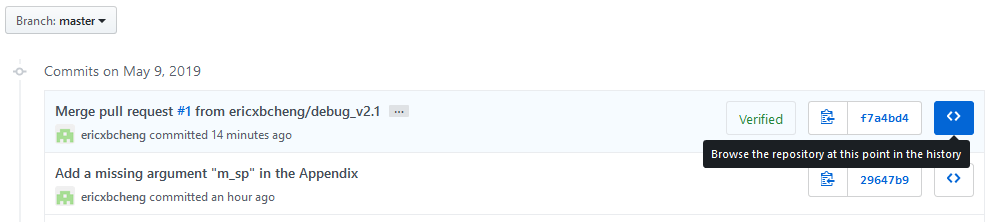 Branch: master
Commits on May 9, 2019
Merge pull request #1 from ericxbcheng/debug_v2.1 ...
ericxbcheng committed 14 minutes ago
Verified
f7a4bd4
<>
Browse the repository at this point in the history
Add a missing argument "m_sp" in the Appendix
ericxbcheng committed an hour ago
29647b9
<>